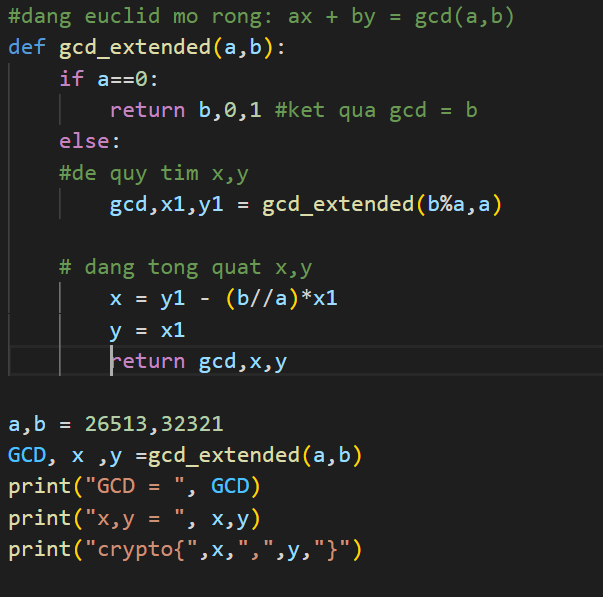 #dang euclid mo rong: ax + by = gcd(a,b)
def gcd_extended(a,b):
    if a==0:
        return b,0,1 #ket qua gcd = b
    else:
    #de quy tim x,y
        gcd,x1,y1 = gcd_extended(b%a,a)

    # dang tong quat x,y
        x = y1 - (b//a)*x1
        y = x1
        return gcd,x,y

a,b = 26513,32321
GCD, x ,y =gcd_extended(a,b)
print("GCD = ", GCD)
print("x,y = ", x,y)
print("crypto{",x,",",y,"}")